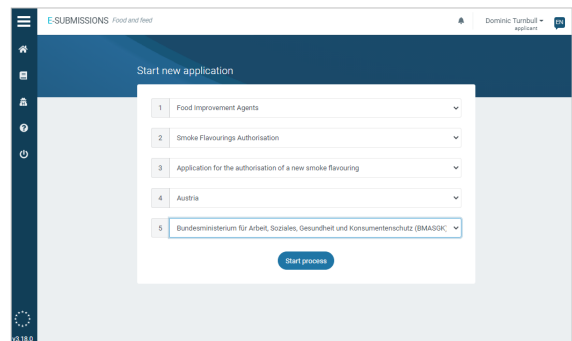 E-SUBMISSIONS Food and feed
Dominic Turnbull
applicant
EN
Start new application
1 Food Improvement Agents
2 Smoke Flavourings Authorisation
3 Application for the authorisation of a new smoke flavouring
4 Austria
5 Bundesministerium für Arbeit, Soziales, Gesundheit und Konsumentenschutz (BMASGK)
Start process
v3.18.0